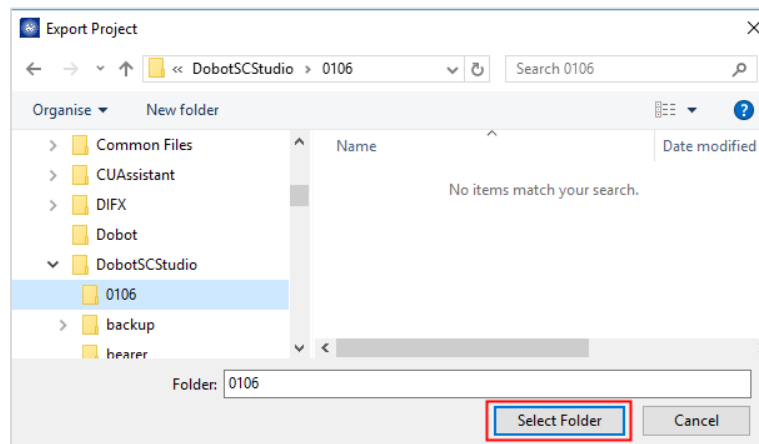 Export Project
« DobotSCStudio > 0106
Search 0106
Organise
New folder
?
Common Files
CUAssistant
DIFX
Dobot
DobotSCStudio
0106
backup
bearer
Name
Date modified
No items match your search.
Folder: 0106
Select Folder
Cancel